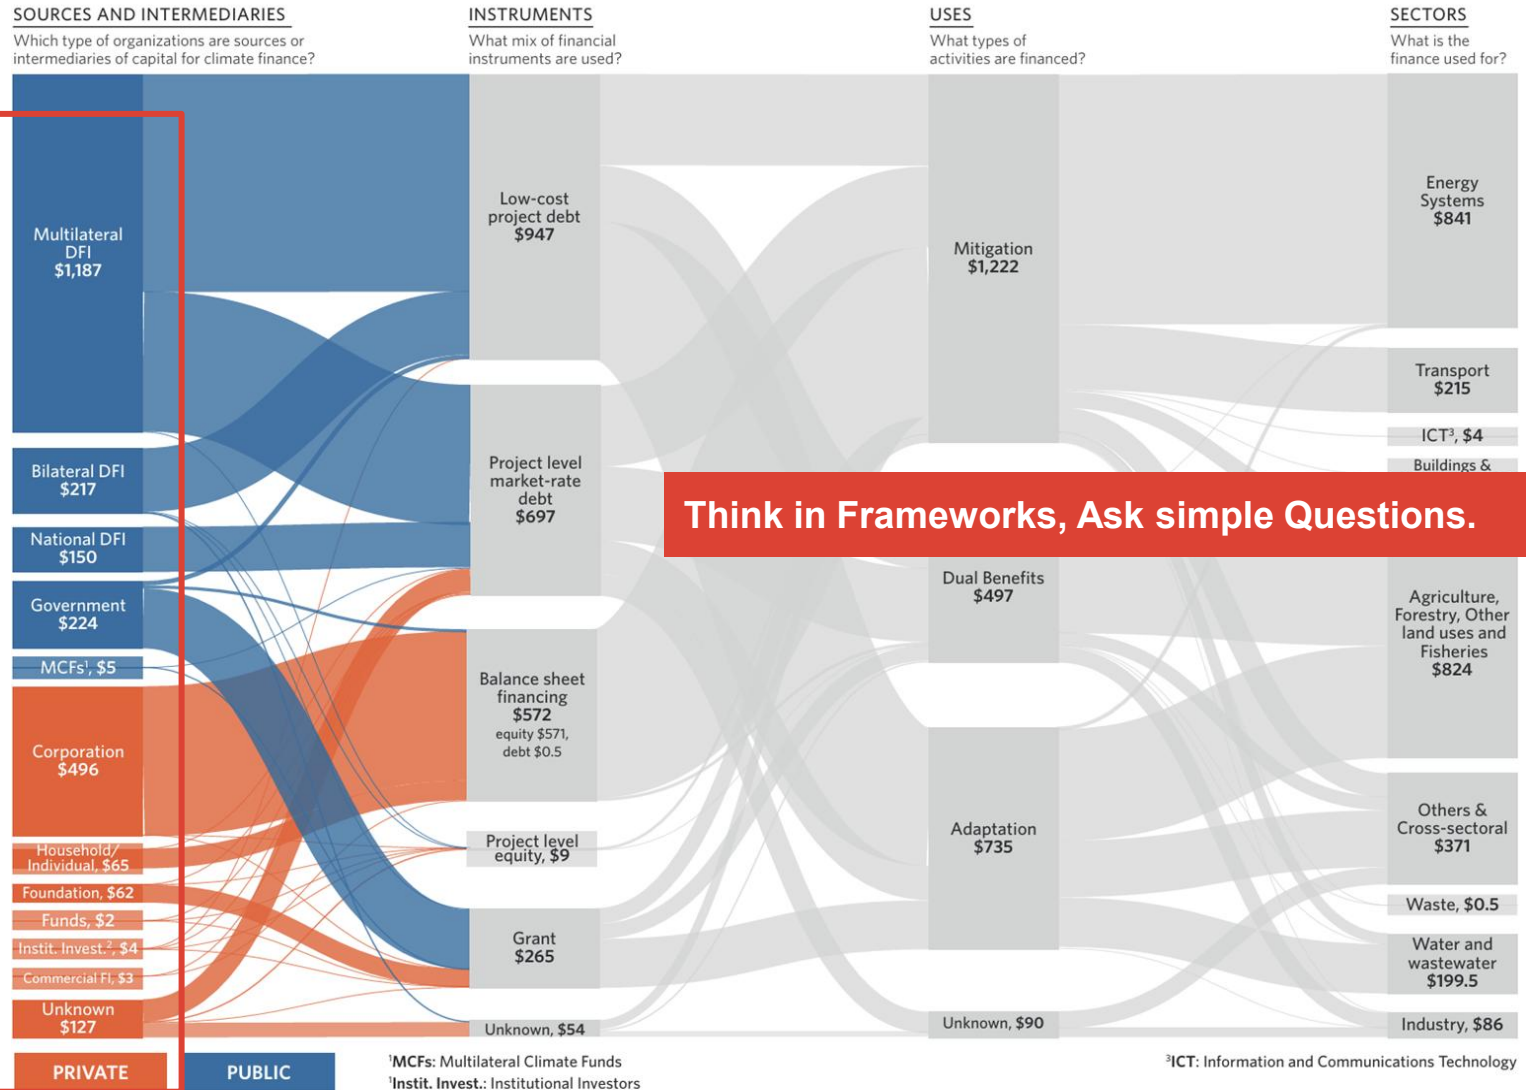 SOURCES AND INTERMEDIARIES
Which type of organizations are sources or
intermediaries of capital for climate finance?
INSTRUMENTS
What mix of financial
instruments are used?
USES
What types of
activities are financed?
SECTORS
What is the
finance used for?
Multilateral
DFI
$1,187
Bilateral DFI
$217
National DFI
$150
Government
$224
MCFs¹, $5
Corporation
$496
Household/
Individual, $65
Foundation, $62
Funds, $2
Instit. Invest.², $4
Commercial FI, $3
Unknown
$127
Low-cost
project debt
$947
Project level
market-rate
debt
$697
Balance sheet
financing
$572
equity $571,
debt $0.5
Project level
equity, $9
Grant
$265
Unknown, $54
Mitigation
$1,222
Think in Frameworks, Ask simple Questions.
Dual Benefits
$497
Adaptation
$735
Unknown, $90
Energy
Systems
$841
Transport
$215
ICT³, $4
Buildings &
Agriculture,
Forestry, Other
land uses and
Fisheries
$824
Others &
Cross-sectoral
$371
Waste, $0.5
Water and
wastewater
$199.5
Industry, $86
PRIVATE
PUBLIC
¹MCFs: Multilateral Climate Funds
¹Instit. Invest.: Institutional Investors
³ICT: Information and Communications Technology